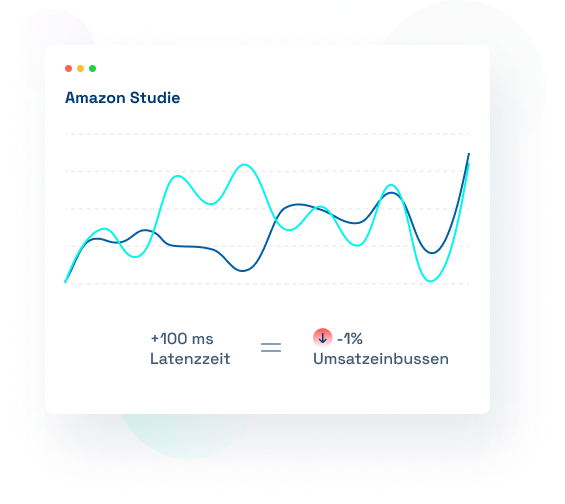 Amazon Studie
+100 ms
Latenzzeit
=
-1%
Umsatzeinbussen